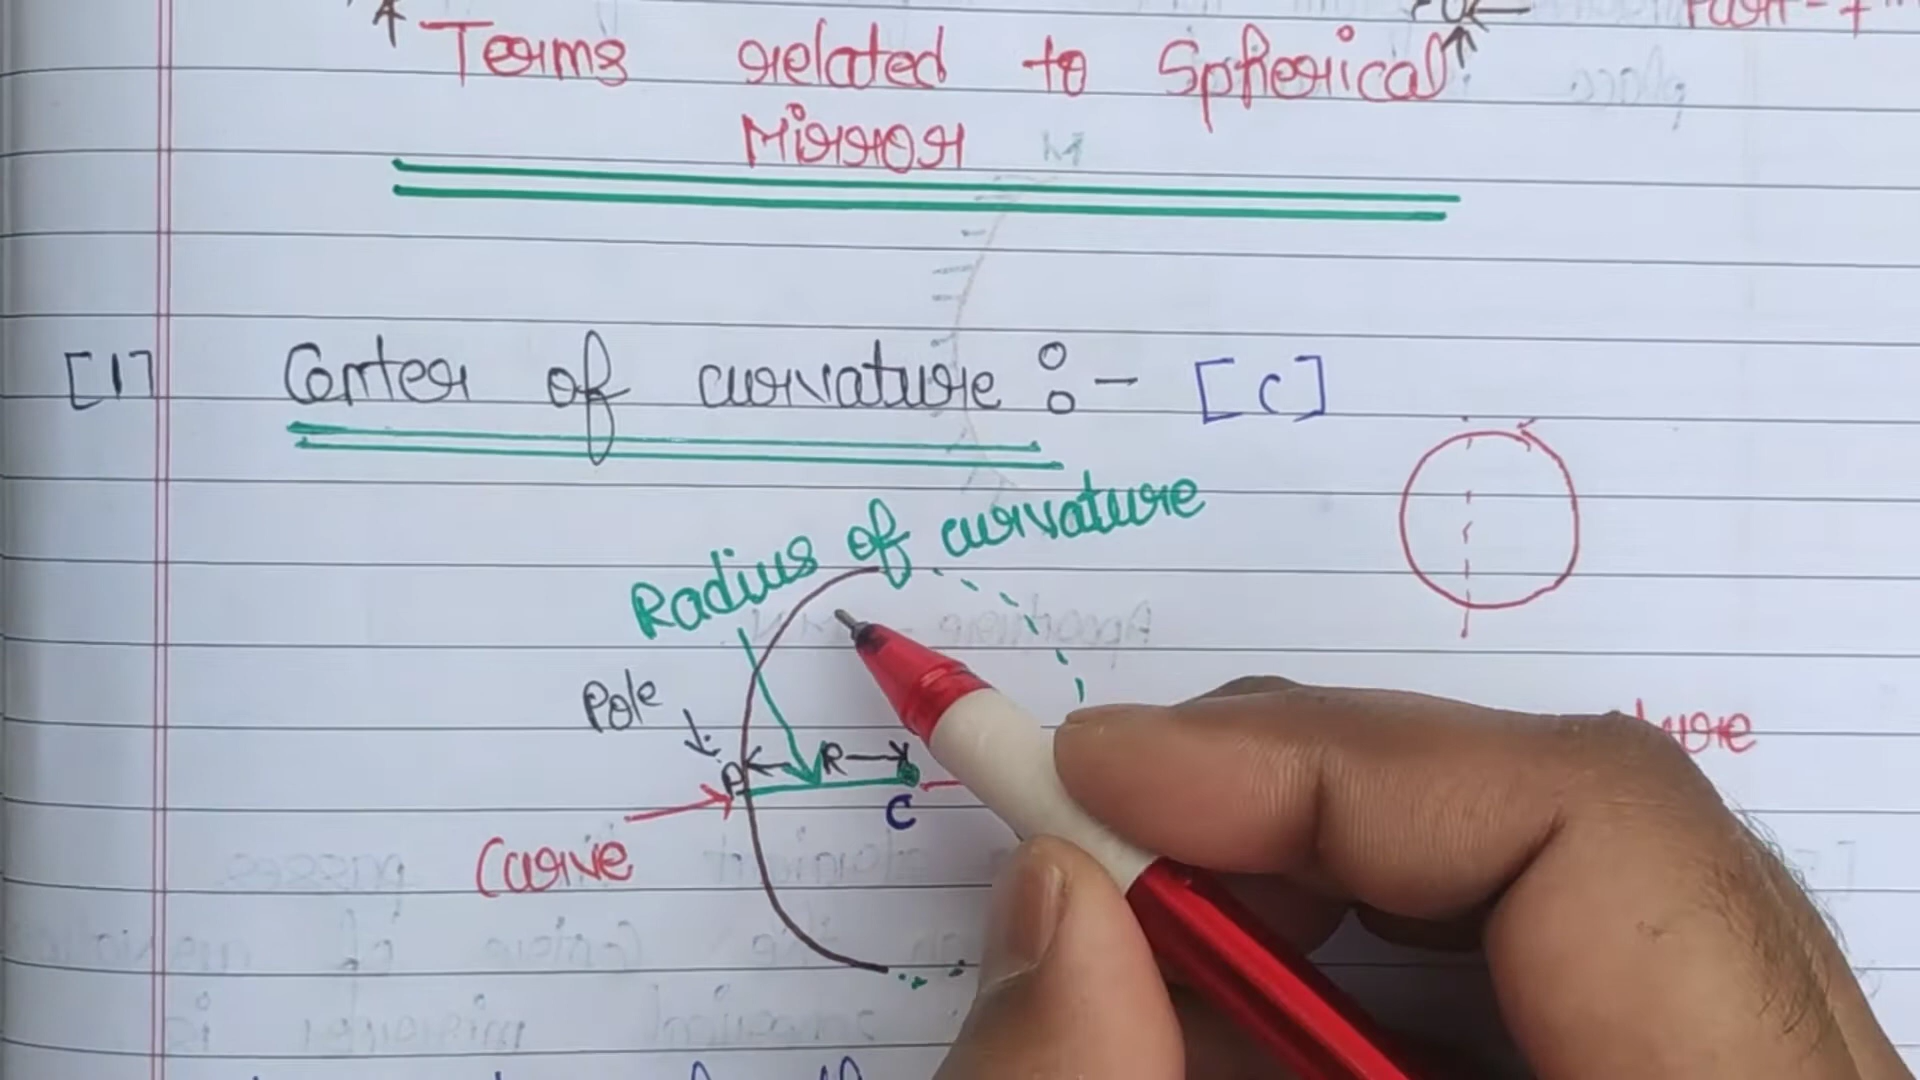 Terms related to Spherical
Mirror
[1] Center of curvature :- [C]
Radius of curvature
Pole
P R
C
Curve